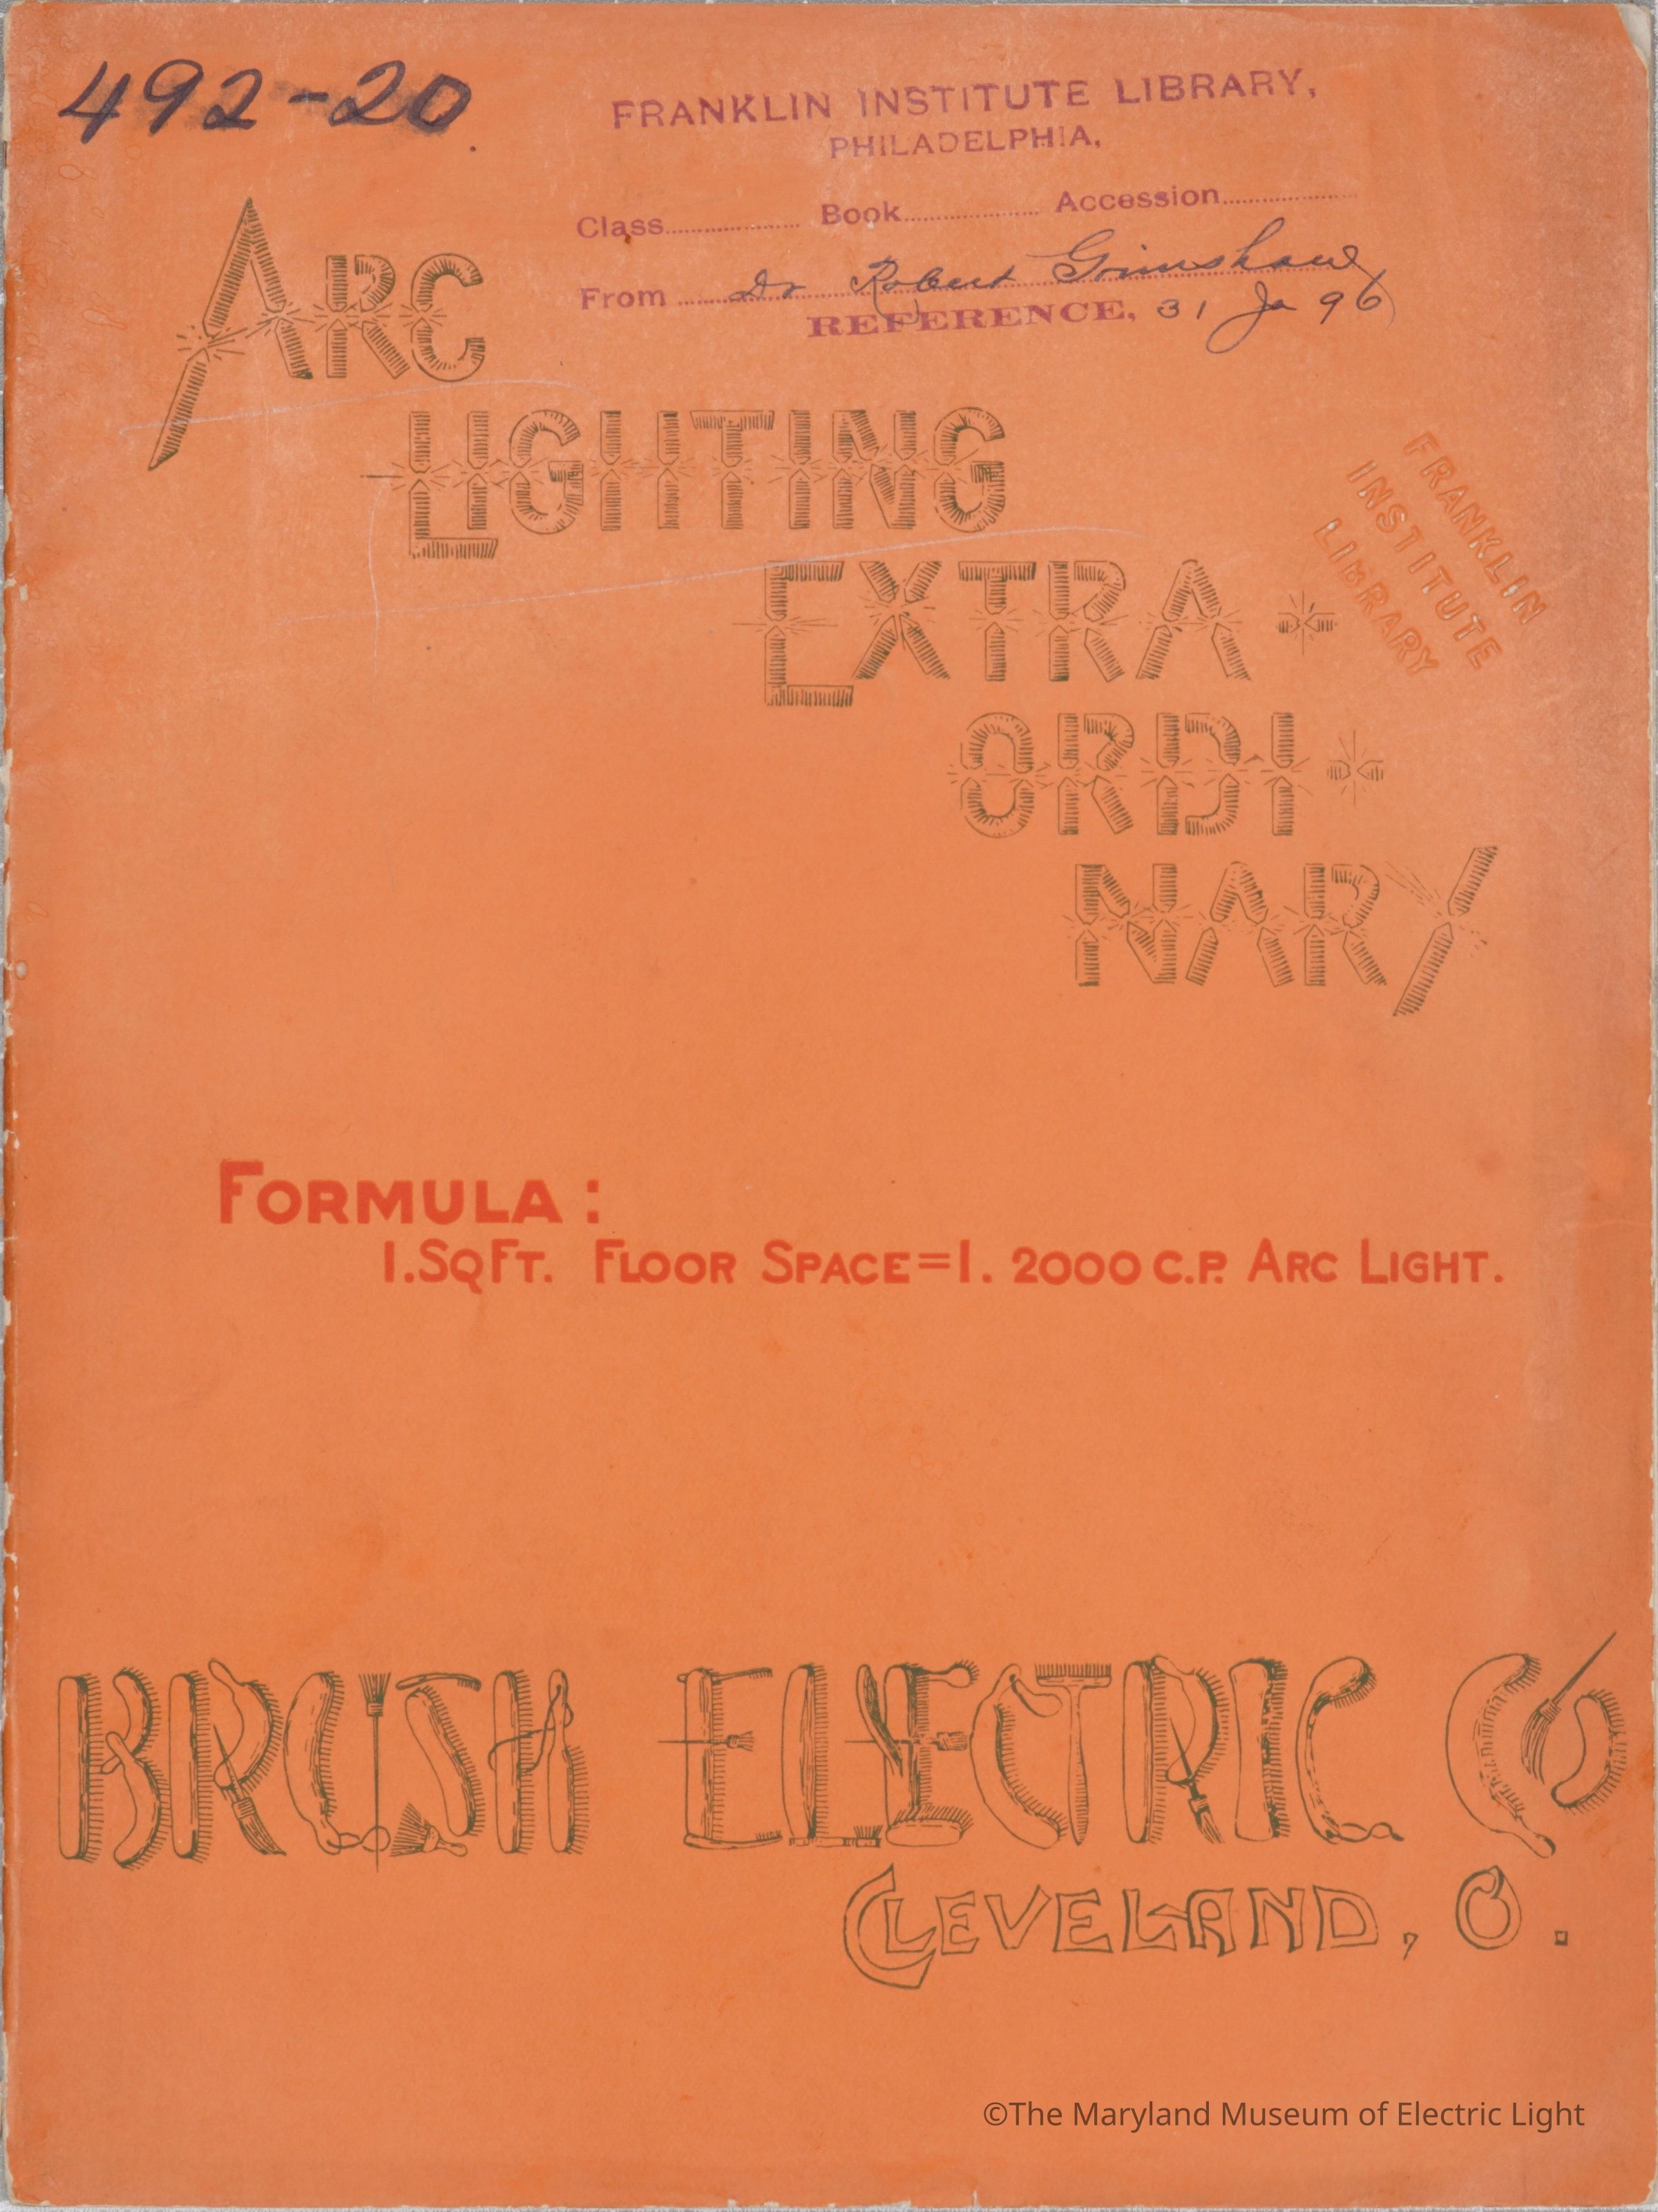 492-20.
FRANKLIN INSTITUTE LIBRARY,
PHILADELPHIA.
Class.................... Book.................... Accession....................
From ...... Dr Robert Grimshaw
REFERENCE, 31 Ja 96
FRANKLIN
INSTITUTE
LIBRARY
ARC
LIGHTING
EXTRA
ORDI
NARY
FORMULA :
1. SQ FT. FLOOR SPACE = 1. 2000 C.P. ARC LIGHT.
BRUSH ELECTRIC CO
CLEVELAND, O.
©The Maryland Museum of Electric Light